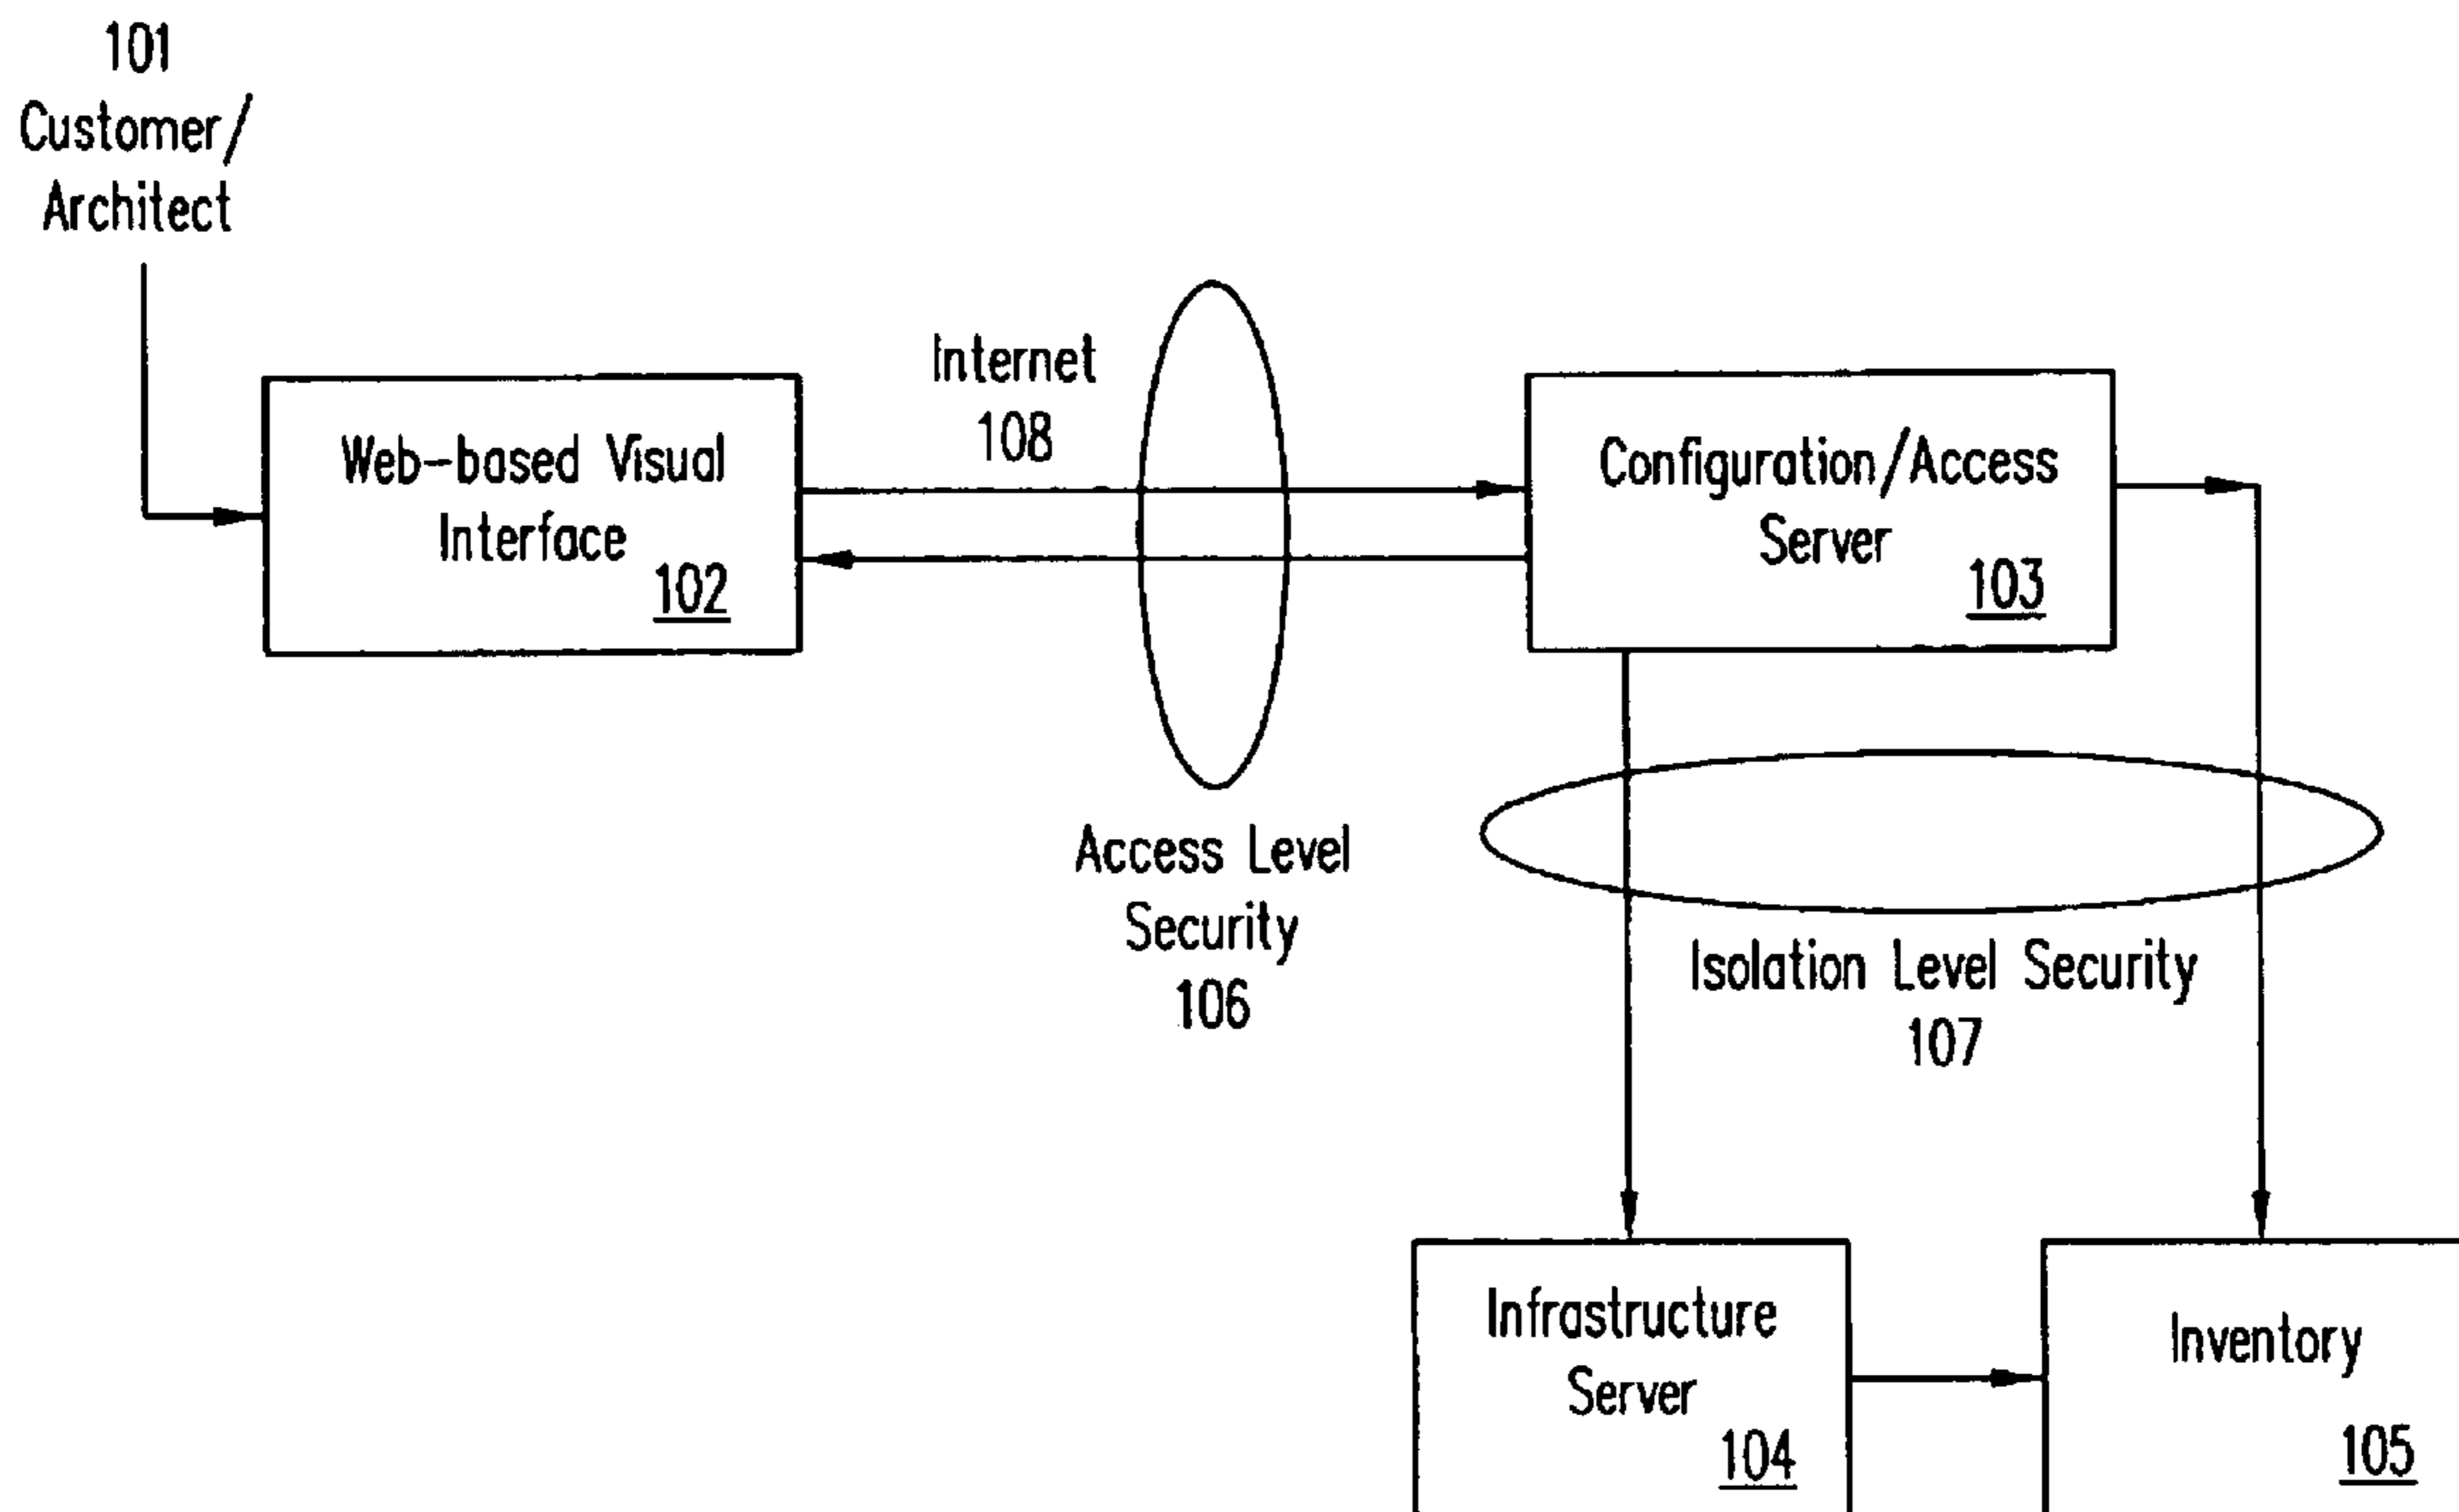 101
Customer/
Architect
Internet
108
Web-based Visual
Interface
102
Configuration/Access
Server
103
Access Level
Security
106
Isolation Level Security
107
Infrastructure
Server
104
Inventory
105